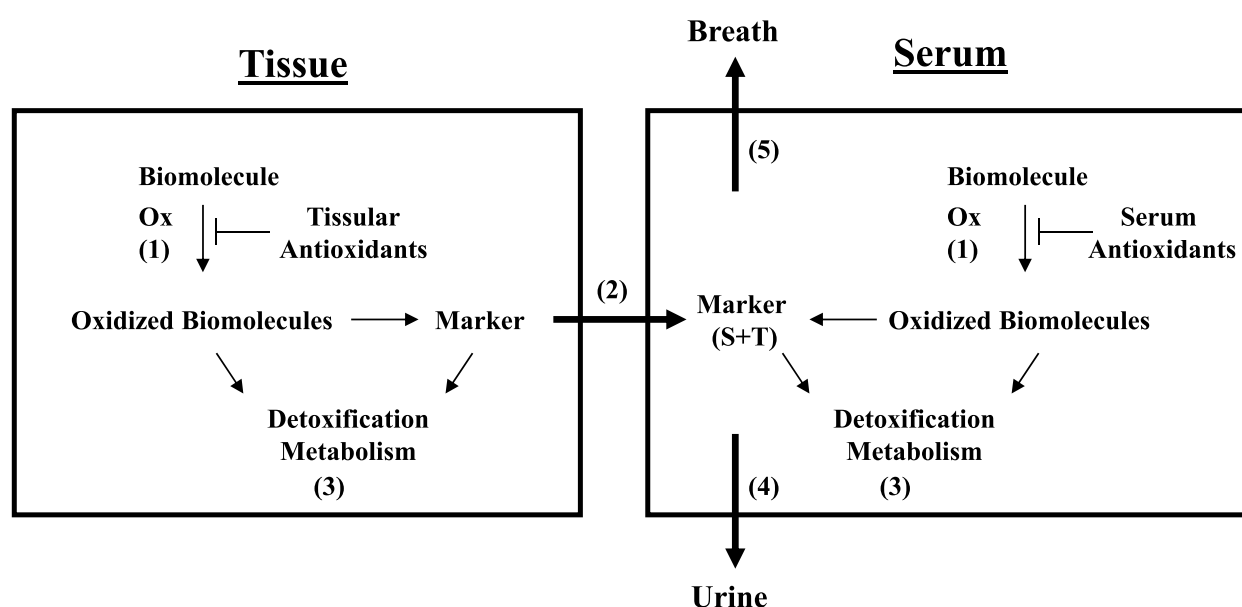 Breath
Tissue
Serum
(5)
Biomolecule
Ox
(1)
Tissular
Antioxidants
Biomolecule
Ox
(1)
Serum
Antioxidants
(2)
Oxidized Biomolecules
Marker
Marker
(S+T)
Oxidized Biomolecules
Detoxification
Metabolism
(3)
Detoxification
Metabolism
(3)
(4)
Urine